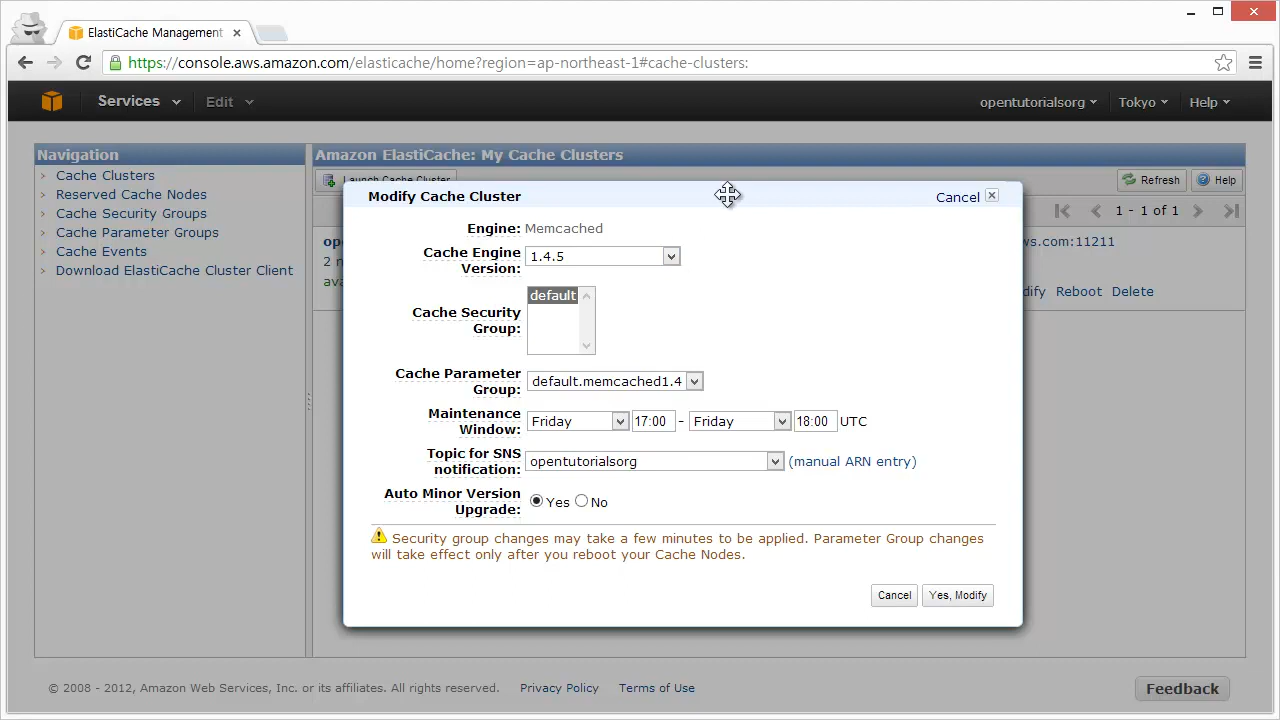 ElastiCache Management
https://console.aws.amazon.com/elasticache/home?region=ap-northeast-1#cache-clusters:
Services Edit opentutorialsorg Tokyo Help
Navigation
Cache Clusters
Reserved Cache Nodes
Cache Security Groups
Cache Parameter Groups
Cache Events
Download ElastiCache Cluster Client
Amazon ElastiCache: My Cache Clusters
Launch Cache Cluster Refresh Help
1 - 1 of 1
op ws.com:11211
2 n
ava dify Reboot Delete
Modify Cache Cluster Cancel
Engine: Memcached
Cache Engine
Version: 1.4.5
default
Cache Security
Group:
Cache Parameter
Group: default.memcached1.4
Maintenance
Window: Friday 17:00 - Friday 18:00 UTC
Topic for SNS
notification: opentutorialsorg (manual ARN entry)
Auto Minor Version
Upgrade: Yes No
Security group changes may take a few minutes to be applied. Parameter Group changes
will take effect only after you reboot your Cache Nodes.
Cancel Yes, Modify
© 2008 - 2012, Amazon Web Services, Inc. or its affiliates. All rights reserved. Privacy Policy Terms of Use Feedback